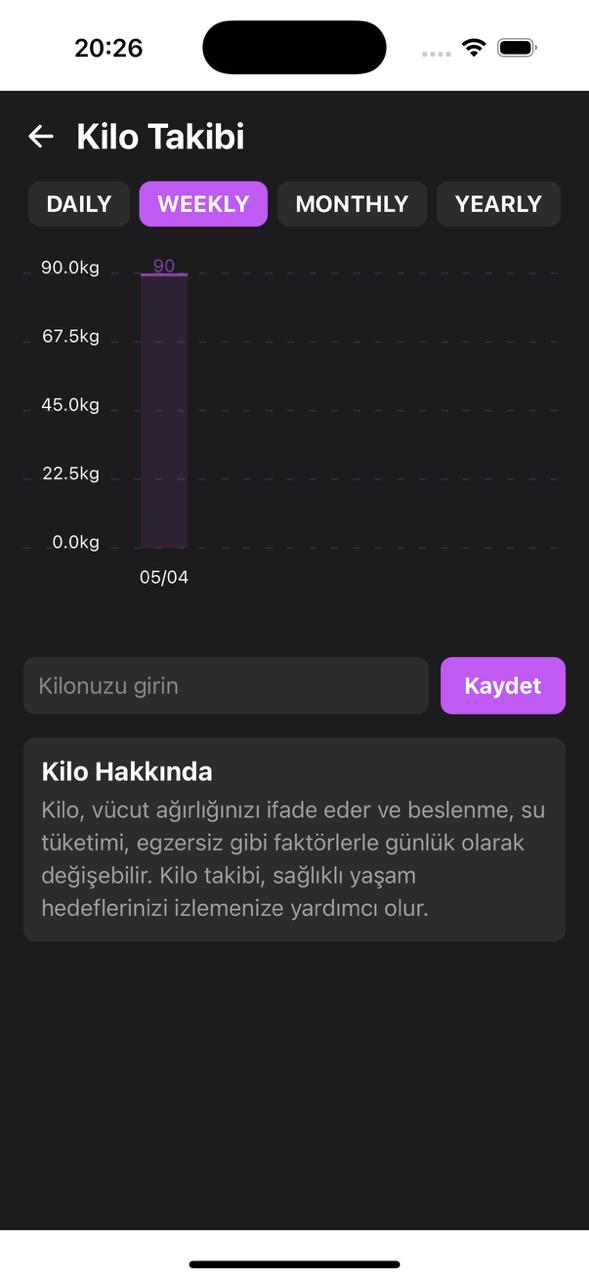 20:26
Kilo Takibi
DAILY WEEKLY MONTHLY YEARLY
90.0kg
90
67.5kg
45.0kg
22.5kg
0.0kg
05/04
Kilonuzu girin
Kaydet
Kilo Hakkında
Kilo, vücut ağırlığınızı ifade eder ve beslenme, su
tüketimi, egzersiz gibi faktörlerle günlük olarak
değişebilir. Kilo takibi, sağlıklı yaşam
hedeflerinizi izlemenize yardımcı olur.